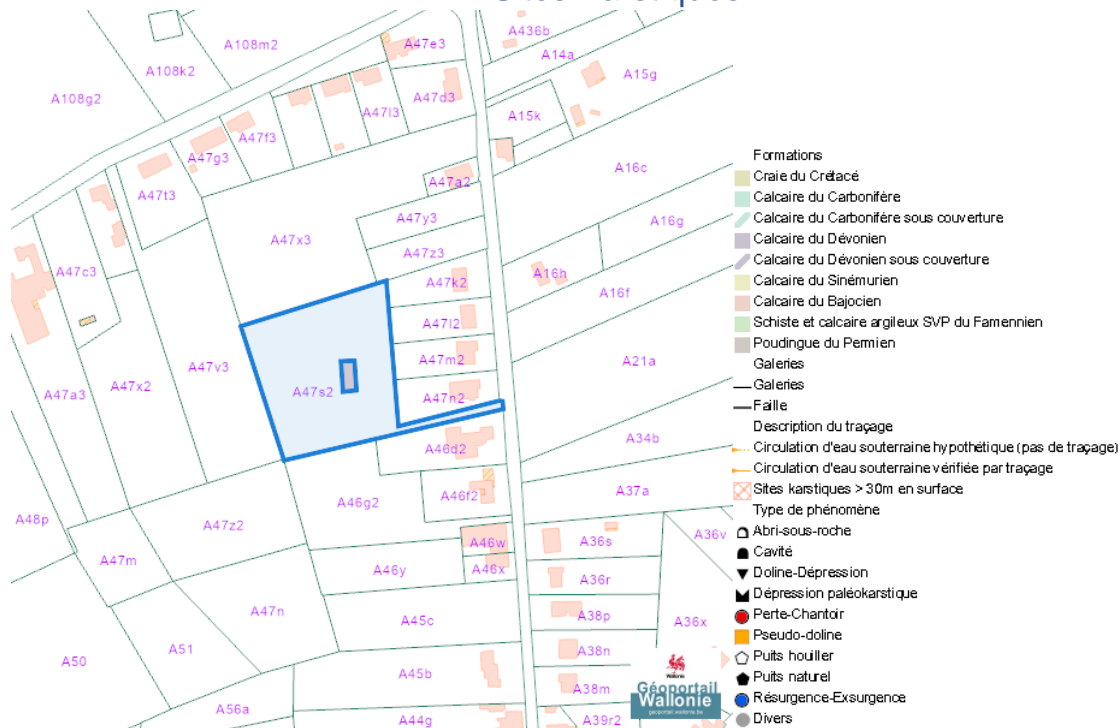 A108m2
A47e3
A436b
A14a
A108k2
A15g
A108g2
A47d3
A47l3
A15k
A47f3
A47g3
A16c
A47a2
A47t3
A47y3
A16g
A47x3
A47z3
A47c3
A16h
A47k2
A16f
A47l2
A47m2
A21a
A47v3
A47x2
A47a3
A47s2
A47n2
A34b
A46d2
A37a
A46f2
A46g2
A48p
A47z2
A36v
A46w
A36s
A47m
A46y
A46x
A36r
A47n
A45c
A38p
A36x
A51
A38n
A50
A45b
A38m
A56a
A44g
A39r2
Formations
Craie du Crétacé
Calcaire du Carbonifère
Calcaire du Carbonifère sous couverture
Calcaire du Dévonien
Calcaire du Dévonien sous couverture
Calcaire du Sinémurien
Calcaire du Bajocien
Schiste et calcaire argileux SVP du Famennien
Poudingue du Permien
Galeries
Galeries
Faille
Description du traçage
Circulation d'eau souterraine hypothétique (pas de traçage)
Circulation d'eau souterraine vérifiée par traçage
Sites karstiques > 30m en surface
Type de phénomène
Abri-sous-roche
Cavité
Doline-Dépression
Dépression paléokarstique
Perte-Chantoir
Pseudo-doline
Puits houiller
Puits naturel
Résurgence-Exsurgence
Divers
Wallonie
Géoportail
Wallonie
geoportail.wallonie.be